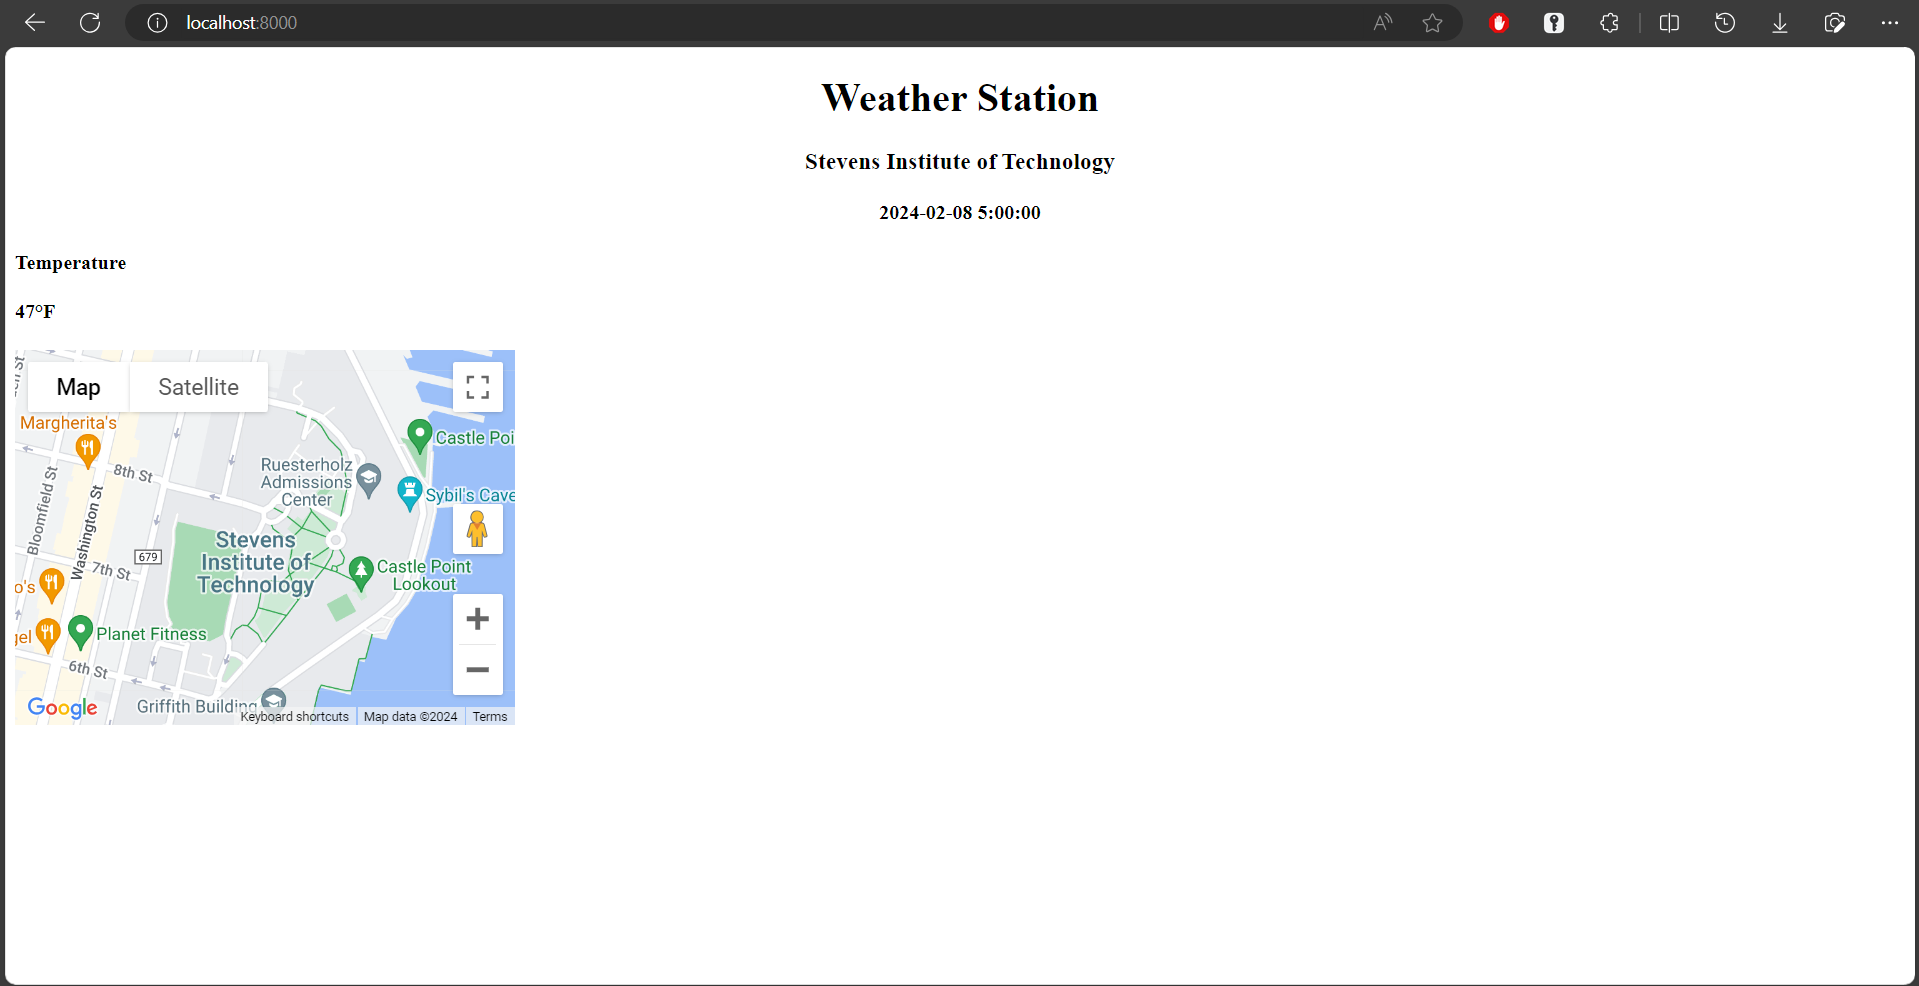 localhost:8000
Weather Station
Stevens Institute of Technology
2024-02-08 5:00:00
Temperature
47°F
Map
Satellite
Margherita's
Castle Poi
8th St
Ruesterholz
Admissions
Center
Sybil's Cave
Bloomfield St
Washington St
Stevens
Institute of
Technology
679
7th St
Castle Point
Lookout
o's
gel
Planet Fitness
6th St
Griffith Building
Google
Keyboard shortcuts
Map data ©2024
Terms